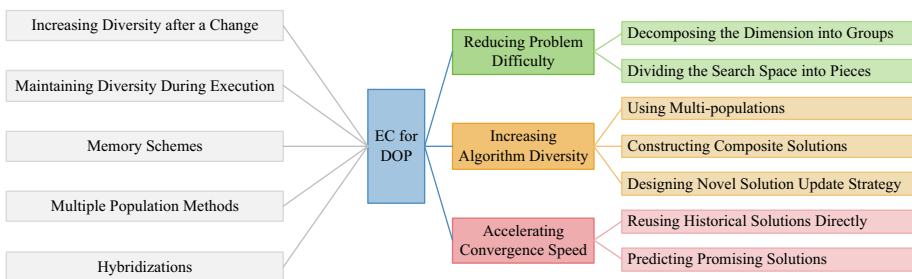 Increasing Diversity after a Change
Maintaining Diversity During Execution
Memory Schemes
Multiple Population Methods
Hybridizations
EC for
DOP
Reducing Problem
Difficulty
Increasing
Algorithm Diversity
Accelerating
Convergence Speed
Decomposing the Dimension into Groups
Dividing the Search Space into Pieces
Using Multi-populations
Constructing Composite Solutions
Designing Novel Solution Update Strategy
Reusing Historical Solutions Directly
Predicting Promising Solutions